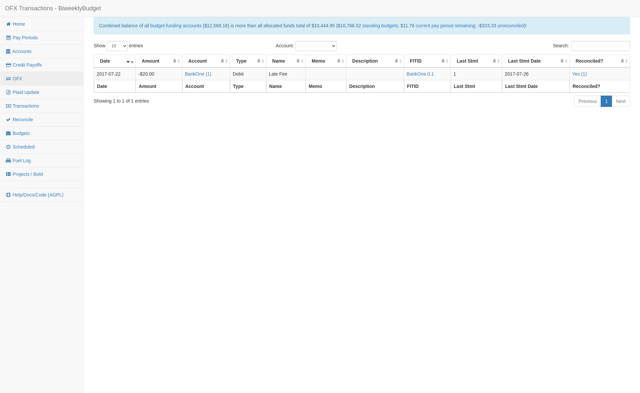 OFX Transactions - BiweeklyBudget
Home
Pay Periods
Accounts
Credit Payoffs
OFX
Plaid Update
Transactions
Reconcile
Budgets
Scheduled
Fuel Log
Projects / BoM
Help/Docs/Code (AGPL)
Combined balance of all budget-funding accounts ($12,568.18) is more than all allocated funds total of $10,444.95 ($10,766.52 standing budgets; $11.76 current pay period remaining; -$333.33 unreconciled)!
Show 10 entries Account: Search:
Date Amount Account Type Name Memo Description FITID Last Stmt Last Stmt Date Reconciled?
2017-07-22 -$20.00 BankOne (1) Debit Late Fee BankOne.0.1 1 2017-07-26 Yes (1)
Date Amount Account Type Name Memo Description FITID Last Stmt Last Stmt Date Reconciled?
Showing 1 to 1 of 1 entries
Previous 1 Next